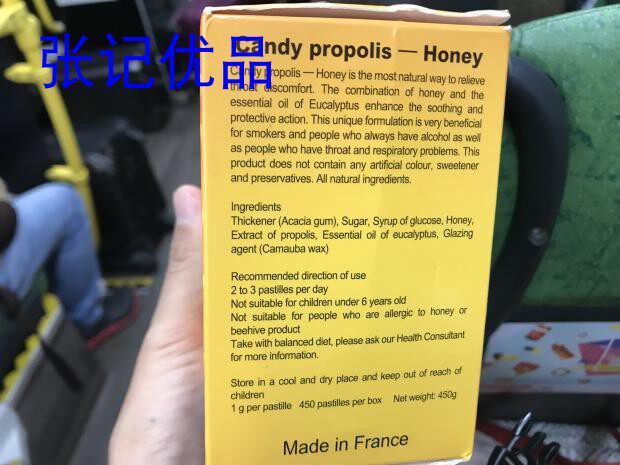 张记优品
Candy propolis — Honey
Candy propolis — Honey is the most natural way to relieve
throat discomfort. The combination of honey and the
essential oil of Eucalyptus enhance the soothing and
protective action. This unique formulation is very beneficial
for smokers and people who always have alcohol as well
as people who have throat and respiratory problems. This
product does not contain any artificial colour, sweetener
and preservatives. All natural ingredients.
Ingredients
Thickener (Acacia gum), Sugar, Syrup of glucose, Honey,
Extract of propolis, Essential oil of eucalyptus, Glazing
agent (Carnauba wax)
Recommended direction of use
2 to 3 pastilles per day
Not suitable for children under 6 years old
Not suitable for people who are allergic to honey or
beehive product
Take with balanced diet, please ask our Health Consultant
for more information.
Store in a cool and dry place and keep out of reach of
children
1 g per pastille 450 pastilles per box Net weight: 450g
Made in France